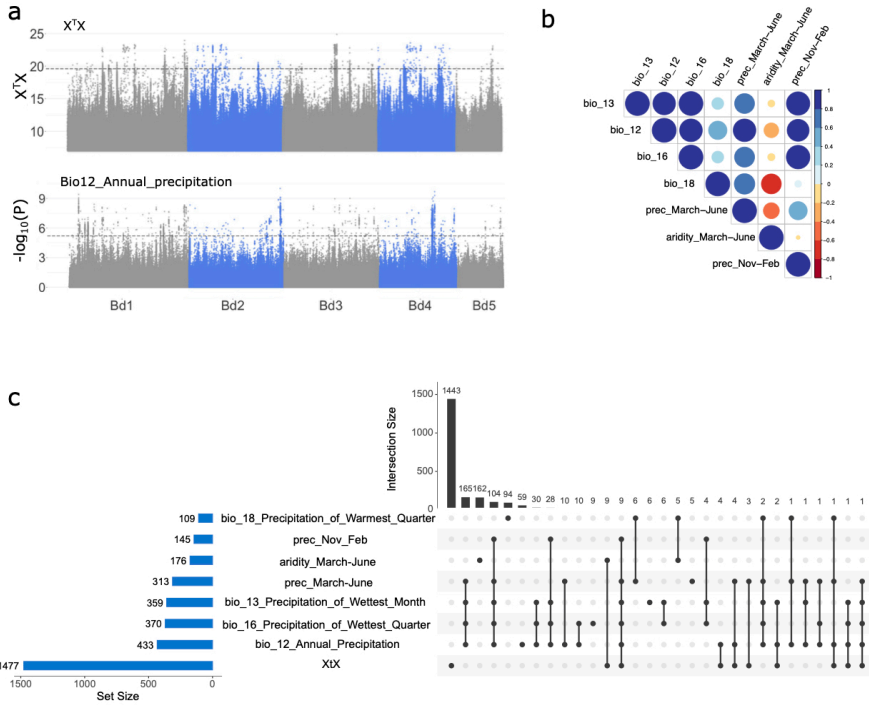 a
XᵀX
25
22
XᵀX
15
10
Bio12_Annual_precipitation
9
6
-log₁₀(P)
3
0
Bd1 Bd2 Bd3 Bd4 Bd5
b
bio_13 bio_12 bio_16 bio_18 prec_March-June aridity_March-June prec_Nov-Feb
bio_13
bio_12
bio_16
bio_18
prec_March-June
aridity_March-June
prec_Nov-Feb
1
0.8
0.6
0.4
0.2
0
-0.2
-0.4
-0.6
-0.8
-1
c
Intersection Size
1500
1000
500
0
1443 165 162 104 94 59 30 28 10 10 9 9 6 6 6 5 5 4 4 4 3 2 2 1 1 1 1 1 1
109 bio_18_Precipitation_of_Warmest_Quarter
145 prec_Nov_Feb
176 aridity_March-June
313 prec_March-June
359 bio_13_Precipitation_of_Wettest_Month
370 bio_16_Precipitation_of_Wettest_Quarter
433 bio_12_Annual_Precipitation
1477 XtX
1500 1000 500 0
Set Size